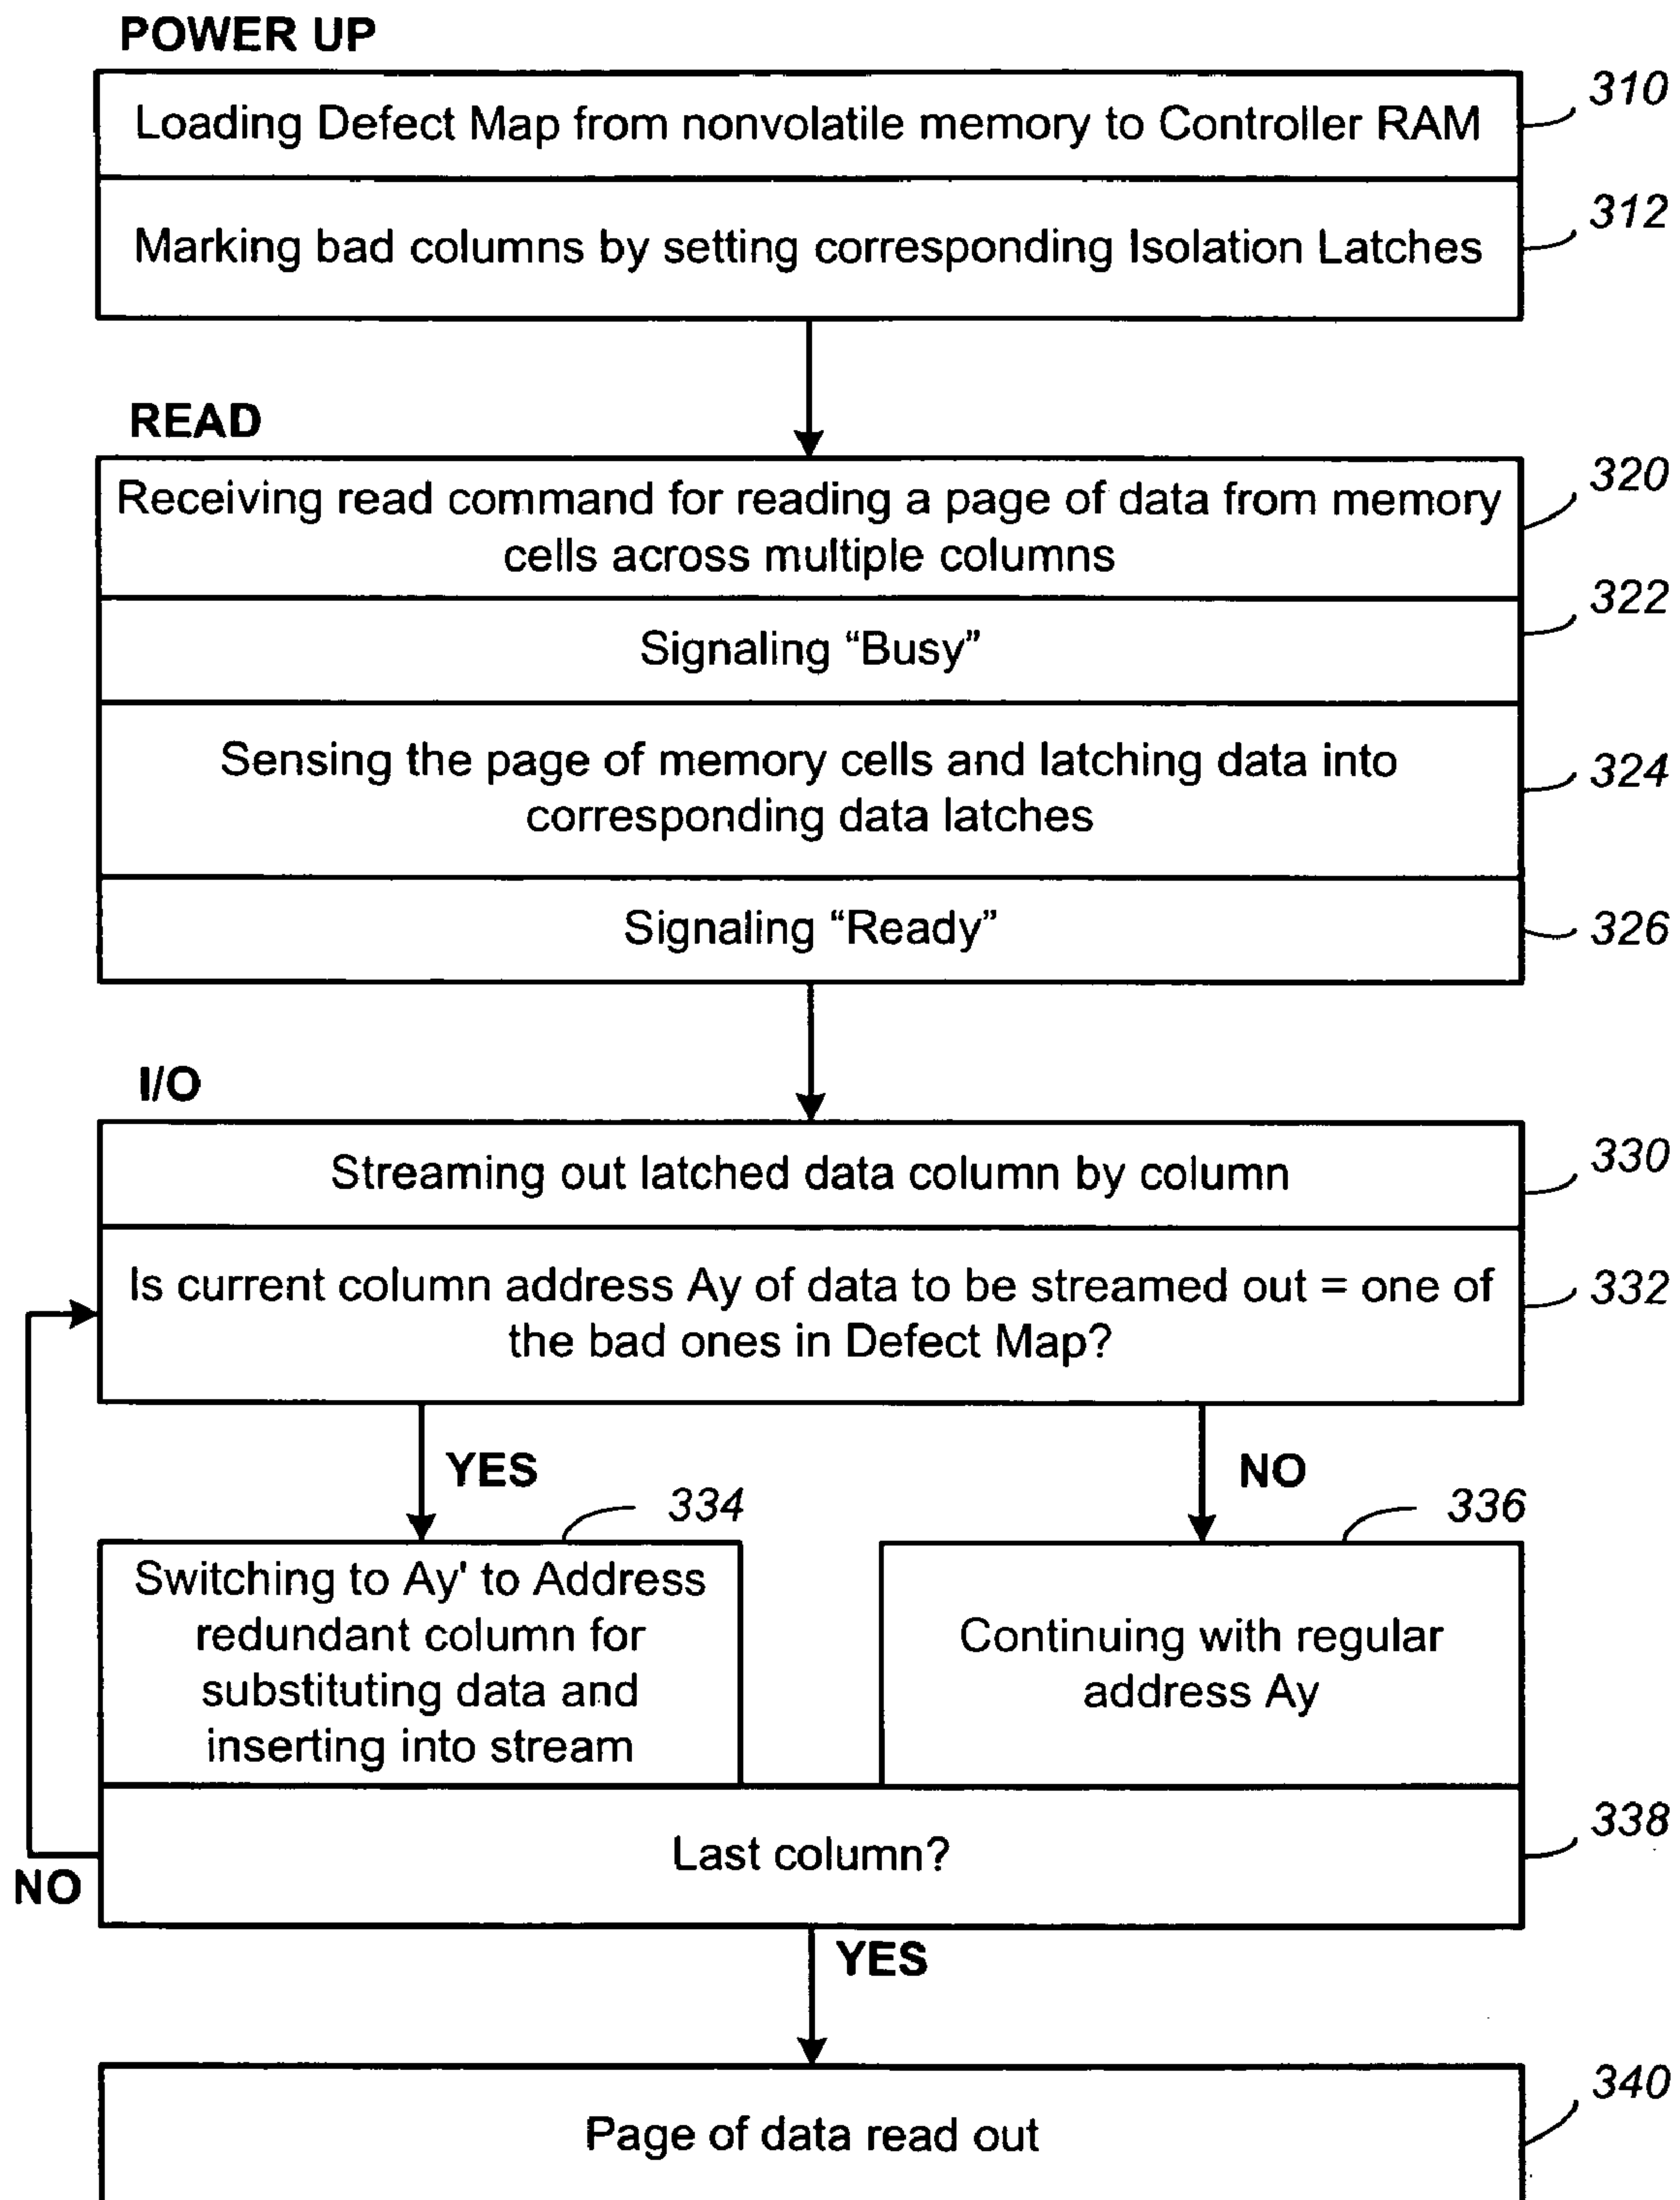 POWER UP
310
Loading Defect Map from nonvolatile memory to Controller RAM
312
Marking bad columns by setting corresponding Isolation Latches
READ
320
Receiving read command for reading a page of data from memory
cells across multiple columns
322
Signaling “Busy”
Sensing the page of memory cells and latching data into
324
corresponding data latches
Signaling “Ready”
326
I/O
330
Streaming out latched data column by column
Is current column address Ay of data to be streamed out = one of
332
the bad ones in Defect Map?
YES
NO
334
336
Switching to Ay' to Address
redundant column for
substituting data and
inserting into stream
Continuing with regular
address Ay
338
Last column?
NO
YES
340
Page of data read out